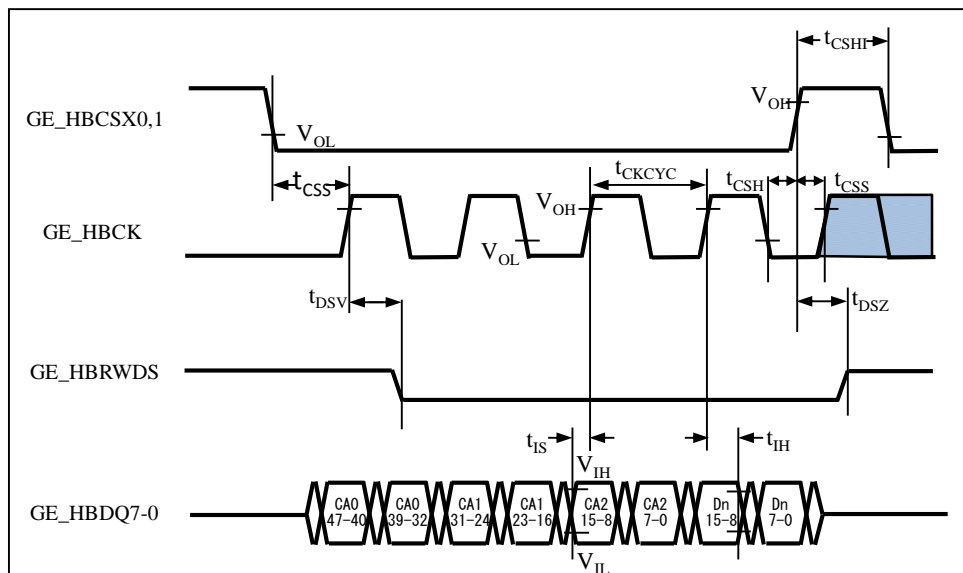 tCSHI
GE_HBCSX0,1
VOH
VOL
tCSS
tCKCYC
tCSH
tCSS
GE_HBCK
VOH
VOL
tDSV
tDSZ
GE_HBRWDS
tIS
tIH
VIH
GE_HBDQ7-0
CA0 CA0 CA1 CA1 CA2 CA2 Dn Dn
47-40 39-32 31-24 23-16 15-8 7-0 15-8 7-0
VIL